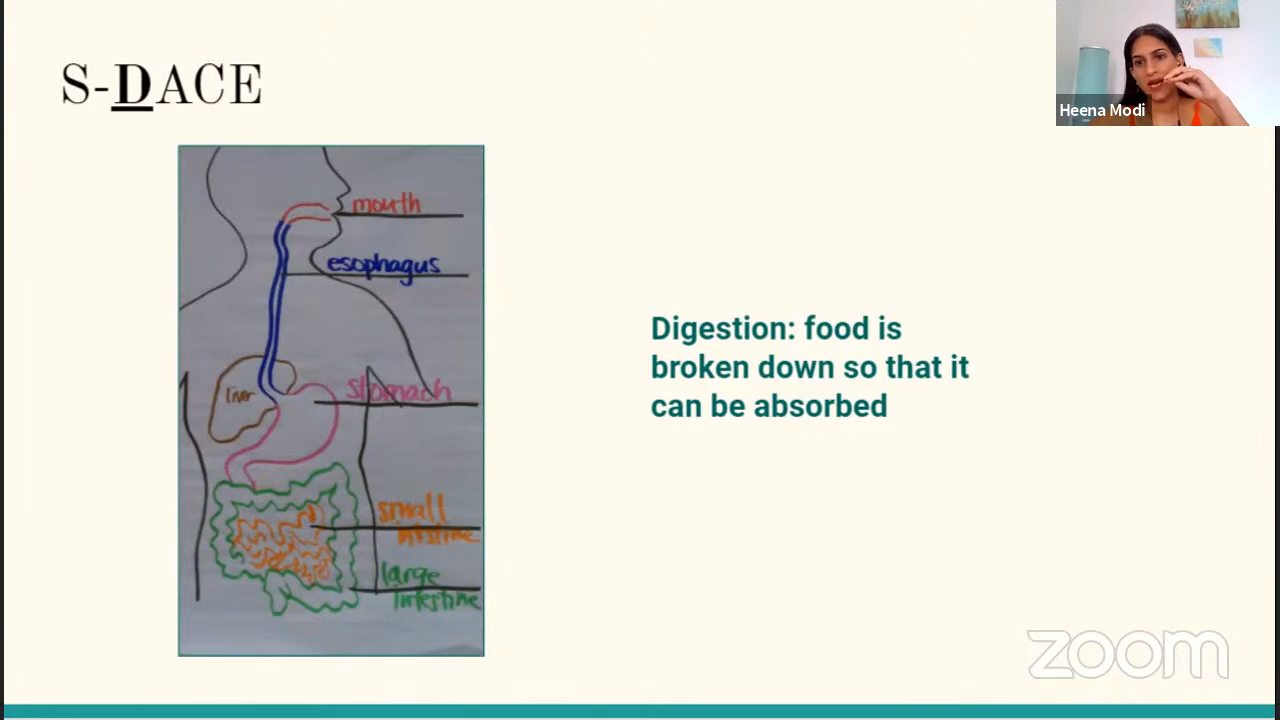 S-DACE
Heena Modi
mouth
esophagus
liver
stomach
small
intestine
large
intestine
Digestion: food is
broken down so that it
can be absorbed
zoom